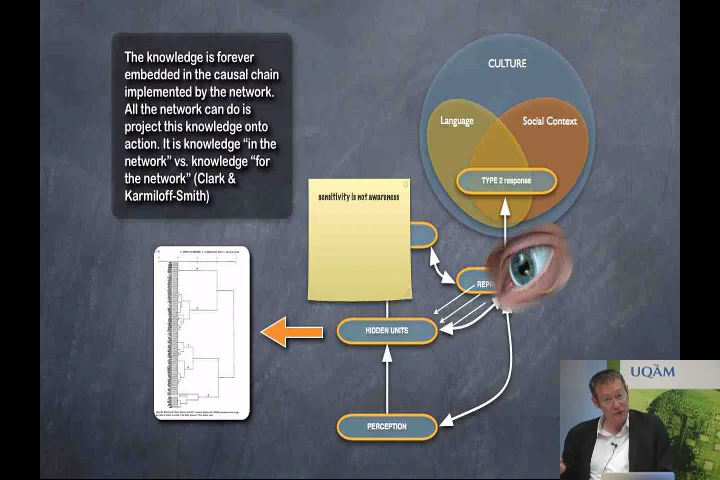 The knowledge is forever
embedded in the causal chain
implemented by the network.
All the network can do is
project this knowledge onto
action. It is knowledge “in the
network” vs. knowledge “for
the network” (Clark &
Karmiloff-Smith)
CULTURE
Language
Social Context
TYPE 2 response
sensitivity is not awareness
HIDDEN UNITS
PERCEPTION
UQÀM